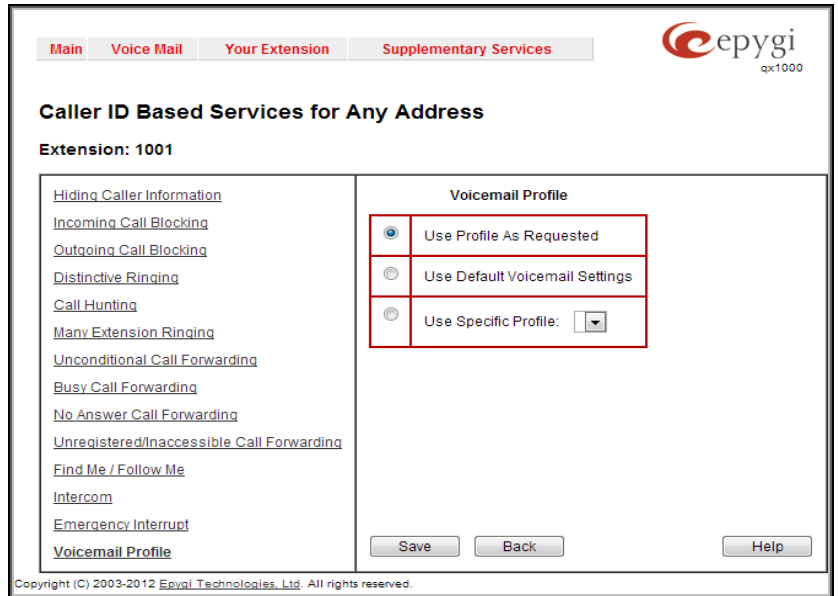 Main Voice Mail Your Extension Supplementary Services
epygi
qx1000
Caller ID Based Services for Any Address
Extension: 1001
Hiding Caller Information
Incoming Call Blocking
Outgoing Call Blocking
Distinctive Ringing
Call Hunting
Many Extension Ringing
Unconditional Call Forwarding
Busy Call Forwarding
No Answer Call Forwarding
Unregistered/Inaccessible Call Forwarding
Find Me / Follow Me
Intercom
Emergency Interrupt
Voicemail Profile
Voicemail Profile
Use Profile As Requested
Use Default Voicemail Settings
Use Specific Profile:
Save Back Help
Copyright (C) 2003-2012 Epygi Technologies, Ltd. All rights reserved.